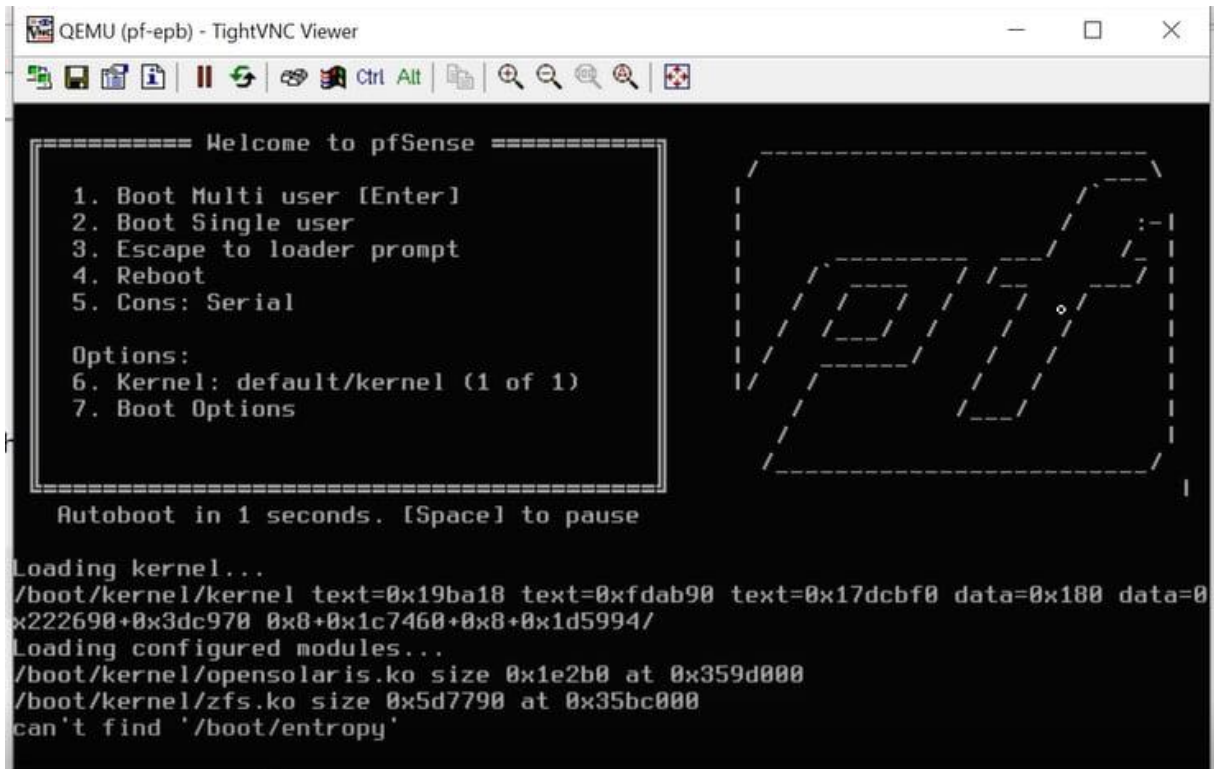 QEMU (pf-epb) - TightVNC Viewer
Ctrl Alt
========== Welcome to pfSense ===========
1. Boot Multi user [Enter]
2. Boot Single user
3. Escape to loader prompt
4. Reboot
5. Cons: Serial
Options:
6. Kernel: default/kernel (1 of 1)
7. Boot Options
Autoboot in 1 seconds. [Space] to pause
Loading kernel...
/boot/kernel/kernel text=0x19ba18 text=0xfdab90 text=0x17dcbf0 data=0x180 data=0
x222690+0x3dc970 0x8+0x1c7460+0x8+0x1d5994/
Loading configured modules...
/boot/kernel/opensolaris.ko size 0x1e2b0 at 0x359d000
/boot/kernel/zfs.ko size 0x5d7790 at 0x35bc000
can't find '/boot/entropy'